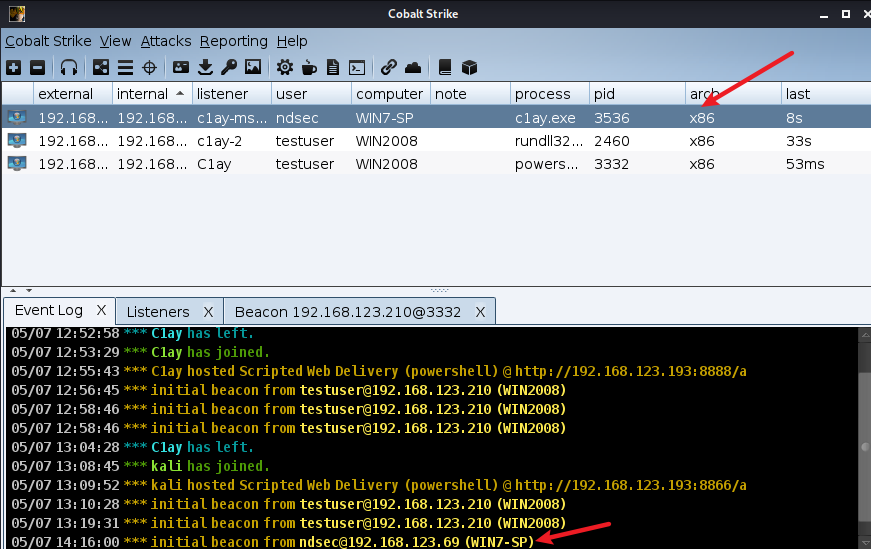 Cobalt Strike
Cobalt Strike View Attacks Reporting Help
external internal listener user computer note process pid arch last
192.168... 192.168... c1ay-ms... ndsec WIN7-SP c1ay.exe 3536 x86 8s
192.168... 192.168... c1ay-2 testuser WIN2008 rundll32... 2460 x86 33s
192.168... 192.168... C1ay testuser WIN2008 powers... 3332 x86 53ms
Event Log X Listeners X Beacon 192.168.123.210@3332 X
05/07 12:52:58 *** C1ay has left.
05/07 12:53:29 *** C1ay has joined.
05/07 12:55:43 *** C1ay hosted Scripted Web Delivery (powershell) @ http://192.168.123.193:8888/a
05/07 12:56:45 *** initial beacon from testuser@192.168.123.210 (WIN2008)
05/07 12:58:46 *** initial beacon from testuser@192.168.123.210 (WIN2008)
05/07 12:58:46 *** initial beacon from testuser@192.168.123.210 (WIN2008)
05/07 13:04:28 *** C1ay has left.
05/07 13:08:45 *** kali has joined.
05/07 13:09:52 *** kali hosted Scripted Web Delivery (powershell) @ http://192.168.123.193:8866/a
05/07 13:10:28 *** initial beacon from testuser@192.168.123.210 (WIN2008)
05/07 13:19:31 *** initial beacon from testuser@192.168.123.210 (WIN2008)
05/07 14:16:00 *** initial beacon from ndsec@192.168.123.69 (WIN7-SP)